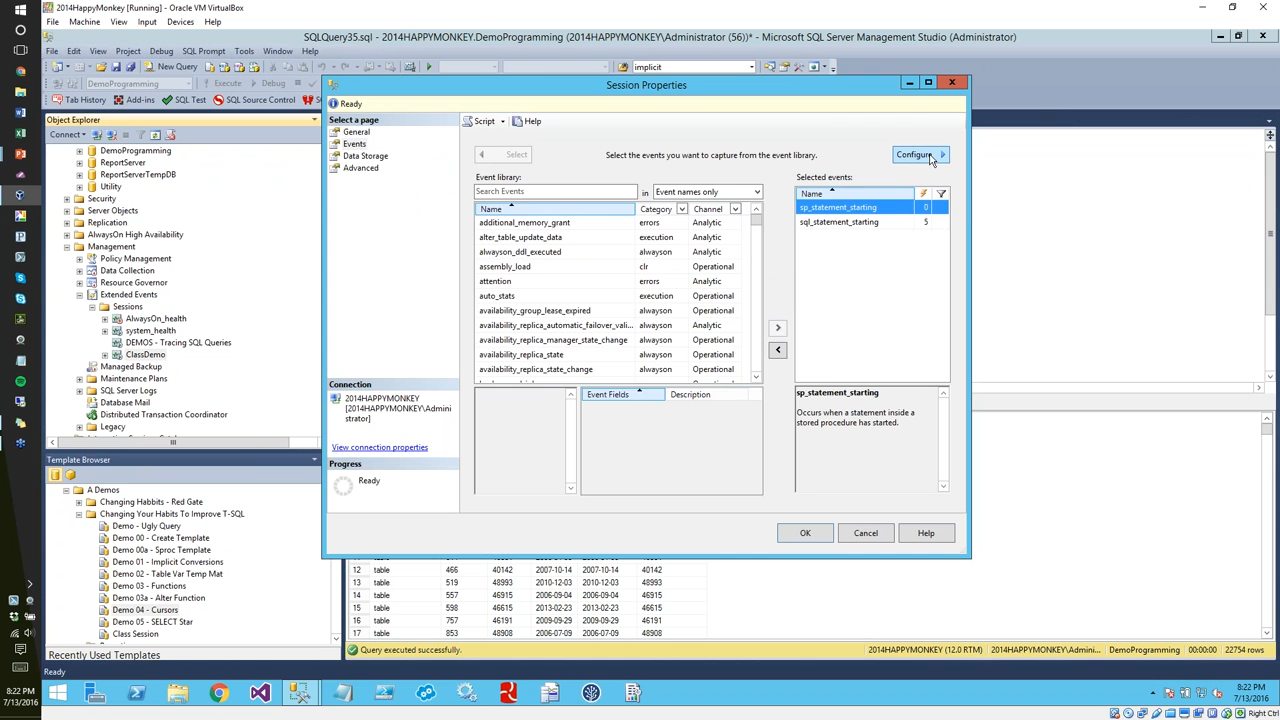 2014HappyMonkey [Running] - Oracle VM VirtualBox
File Machine View Input Devices Help
SQLQuery35.sql - 2014HAPPYMONKEY.DemoProgramming (2014HAPPYMONKEY\Administrator (56))* - Microsoft SQL Server Management Studio (Administrator)
File Edit View Project Debug SQL Prompt Tools Window Help
New Query implicit
DemoProgramming Execute Debug
Tab History Add-ins SQL Test SQL Source Control
Object Explorer
Connect
DemoProgramming
ReportServer
ReportServerTempDB
Utility
Security
Server Objects
Replication
AlwaysOn High Availability
Management
Policy Management
Data Collection
Resource Governor
Extended Events
Sessions
AlwaysOn_health
system_health
DEMOS - Tracing SQL Queries
ClassDemo
Managed Backup
Maintenance Plans
SQL Server Logs
Database Mail
Distributed Transaction Coordinator
Legacy
Template Browser
A Demos
Changing Habbits - Red Gate
Changing Your Habits To Improve T-SQL
Demo - Ugly Query
Demo 00 - Create Template
Demo 00a - Sproc Template
Demo 01 - Implicit Conversions
Demo 02 - Table Var Temp Mat
Demo 03 - Functions
Demo 03a - Alter Function
Demo 04 - Cursors
Demo 05 - SELECT Star
Class Session
Recently Used Templates
Session Properties
Ready
Select a page
General
Events
Data Storage
Advanced
Connection
2014HAPPYMONKEY
[2014HAPPYMONKEY\Admini
strator]
View connection properties
Progress
Ready
Script Help
Select Select the events you want to capture from the event library. Configure
Event library:
Search Events in Event names only
Name Category Channel
additional_memory_grant errors Analytic
alter_table_update_data execution Analytic
alwayson_ddl_executed alwayson Analytic
assembly_load clr Operational
attention errors Analytic
auto_stats execution Operational
availability_group_lease_expired alwayson Operational
availability_replica_automatic_failover_vali... alwayson Analytic
availability_replica_manager_state_change alwayson Operational
availability_replica_state alwayson Operational
availability_replica_state_change alwayson Operational
Event Fields Description
Selected events:
Name
sp_statement_starting 0
sql_statement_starting 5
sp_statement_starting
Occurs when a statement inside a
stored procedure has started.
OK Cancel Help
12 table 466 40142 2007-10-14 2007-10-14 40142
13 table 519 48993 2010-12-03 2010-12-03 48993
14 table 557 46915 2006-09-04 2006-09-04 46915
15 table 598 46615 2013-02-23 2013-02-23 46615
16 table 757 46191 2009-09-29 2009-09-29 46191
17 table 853 48908 2006-07-09 2006-07-09 48908
Query executed successfully. 2014HAPPYMONKEY (12.0 RTM) 2014HAPPYMONKEY\Admini... DemoProgramming 00:00:00 22754 rows
Ready
8:22 PM
7/13/2016
8:22 PM
7/13/2016
Right Ctrl